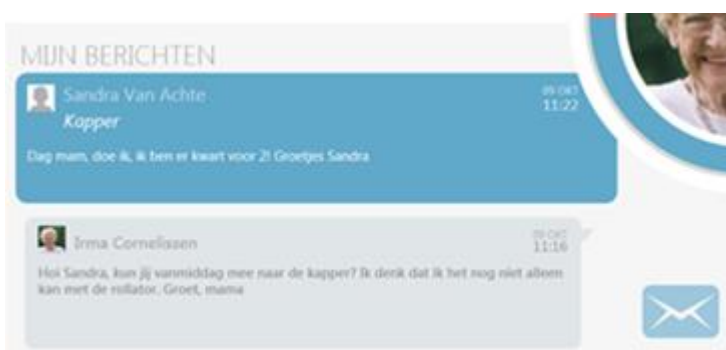 MIJN BERICHTEN
Sandra Van Achte
09 OKT
11:22
Kapper
Dag mam, doe ik, ik ben er kwart voor 2! Groetjes Sandra
Irma Cornelissen
09 OKT
11:16
Hoi Sandra, kun jij vanmiddag mee naar de kapper? Ik denk dat ik het nog niet alleen
kan met de rollator. Groet, mama